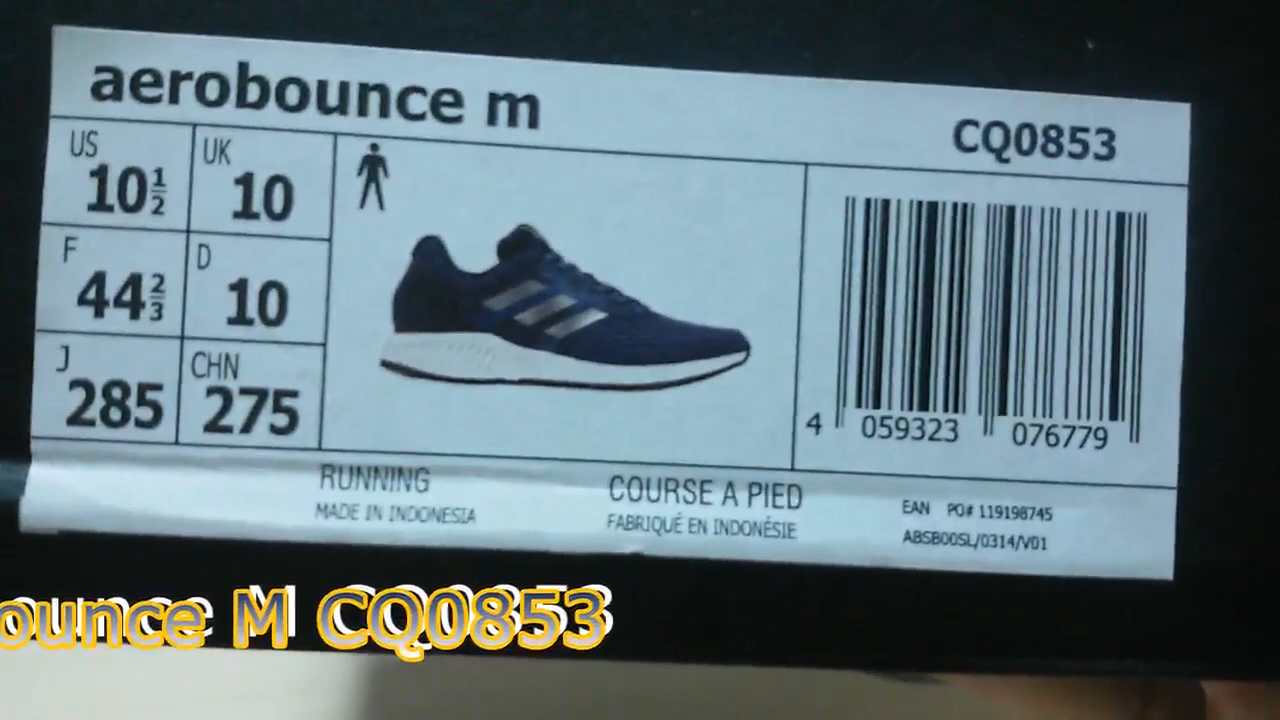 aerobounce m
CQ0853
US
10½
UK
10
F
44⅔
D
10
J
285
CHN
275
4 059323 076779
RUNNING
MADE IN INDONESIA
COURSE A PIED
FABRIQUÉ EN INDONÉSIE
EAN PO# 119198745
ABSB00SL/0314/V01
ounce M CQ0853